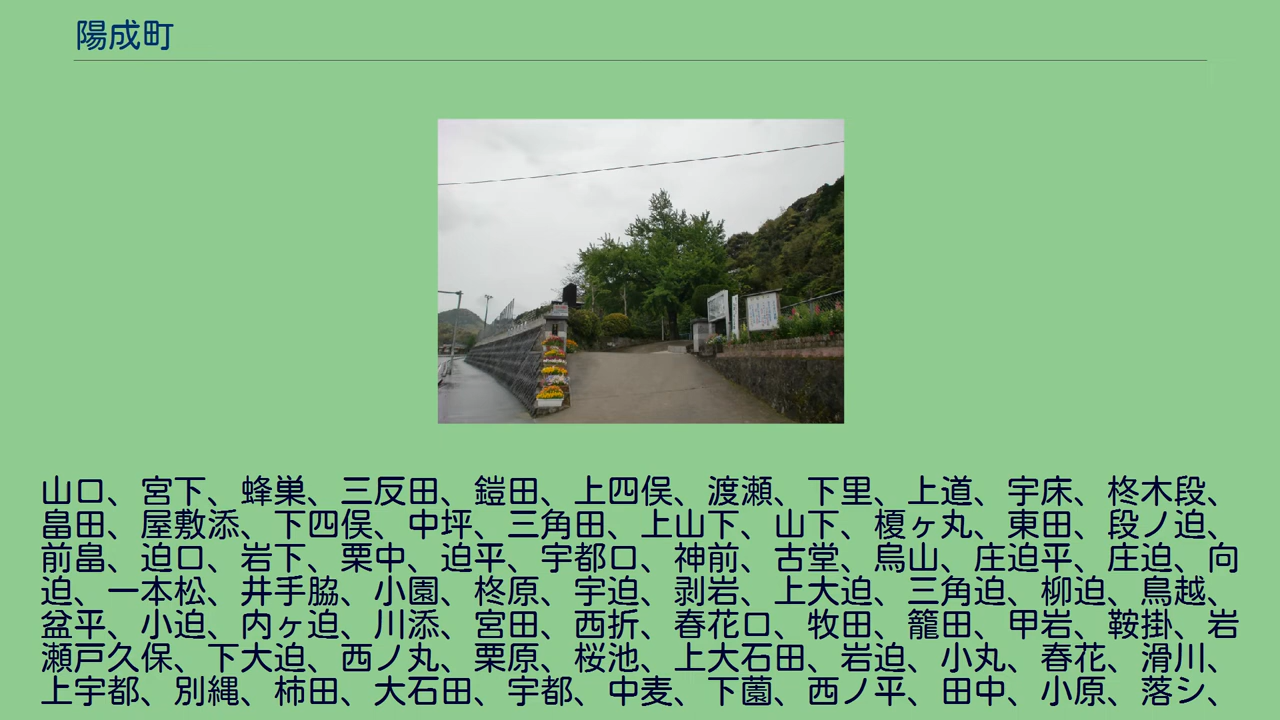 陽成町
山口、宮下、蜂巣、三反田、鎧田、上四俣、渡瀬、下里、上道、宇床、柊木段、
畠田、屋敷添、下四俣、中坪、三角田、上山下、山下、榎ヶ丸、東田、段ノ迫、
前畠、迫口、岩下、栗中、迫平、宇都口、神前、古堂、烏山、庄迫平、庄迫、向
迫、一本松、井手脇、小園、柊原、宇迫、剥岩、上大迫、三角迫、柳迫、鳥越、
盆平、小迫、内ヶ迫、川添、宮田、西折、春花口、牧田、籠田、甲岩、鞍掛、岩
瀬戸久保、下大迫、西ノ丸、栗原、桜池、上大石田、岩迫、小丸、春花、滑川、
上宇都、別縄、柿田、大石田、宇都、中麦、下薗、西ノ平、田中、小原、落シ、